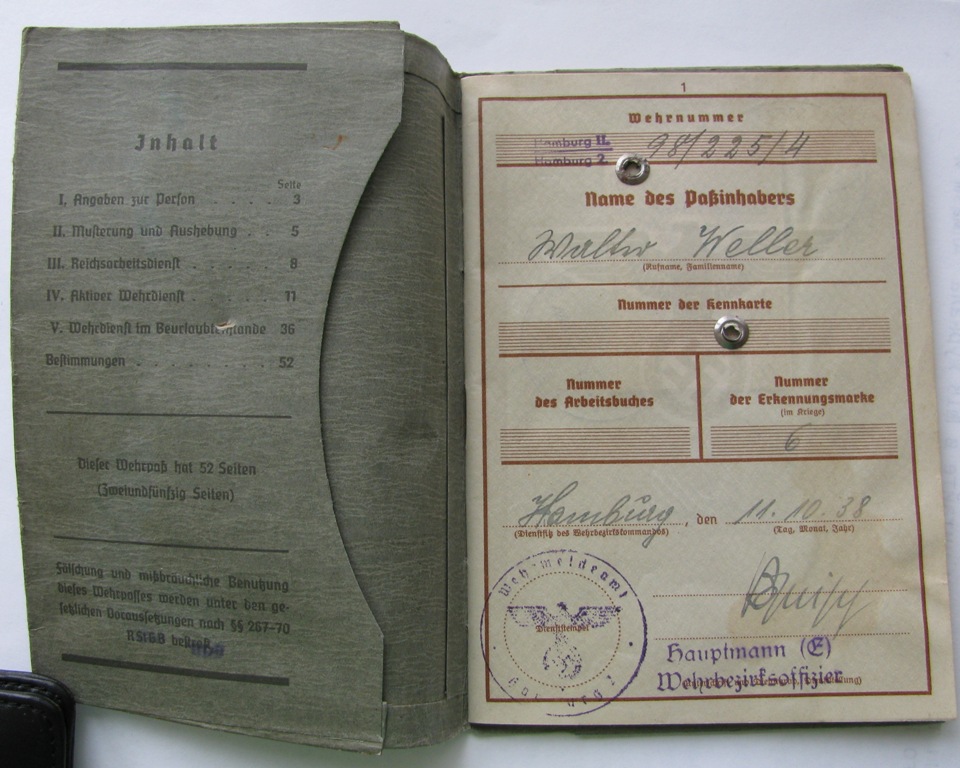 Inhalt
Seite
I. Angaben zur Person . . . . 3
II. Musterung und Aushebung . . 5
III. Reichsarbeitsdienst . . . . . . 8
IV. Aktiver Wehrdienst . . . . . . 11
V. Wehrdienst im Beurlaubtenstande 36
Bestimmungen . . . . . . . . . 52
Dieser Wehrpaß hat 52 Seiten
(Zweiundfünfzig Seiten)
Fälschung und mißbräuchliche Benutzung
dieses Wehrpasses werden unter den ge-
setzlichen Voraussetzungen nach §§ 267-70
RStGB bestraft
1
Wehrnummer
Hamburg II.
Hamburg 2.
98/225/4
Name des Paßinhabers
Walter Weller
(Rufname, Familienname)
Nummer der Kennkarte
Nummer
des Arbeitsbuches
Nummer
der Erkennungsmarke
(im Kriege)
6
Hamburg, den 11. 10. 38
(Dienstsitz des Wehrbezirkskommandos)
(Tag, Monat, Jahr)
Wehrmeldeamt
Dienststempel
Hauptmann (E)
Wehrbezirksoffizier